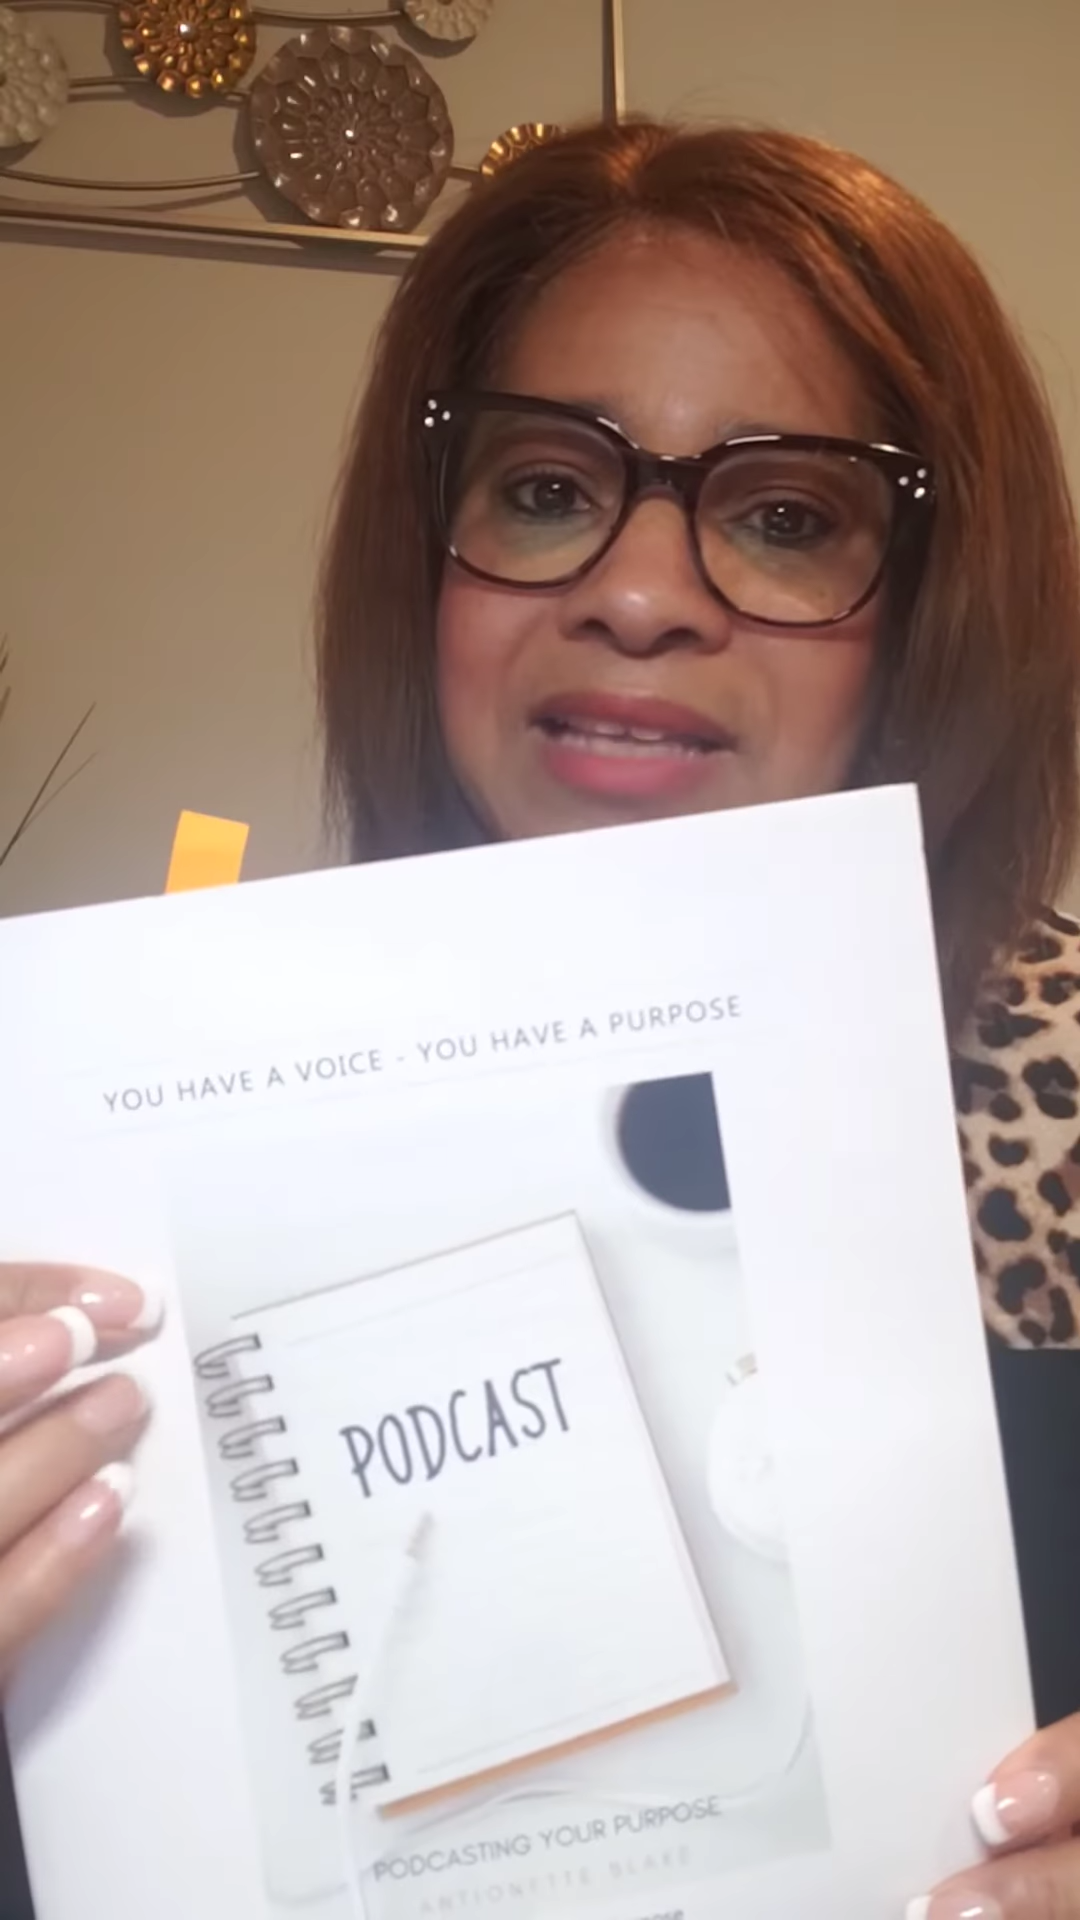 YOU HAVE A VOICE - YOU HAVE A PURPOSE
PODCAST
PODCASTING YOUR PURPOSE
ANTIONETTE BLAKE